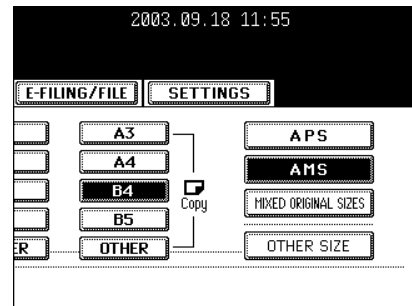 2003.09.18 11:55
E-FILING/FILE SETTINGS
A3
APS
A4
AMS
B4
Copy
MIXED ORIGINAL SIZES
B5
ER OTHER
OTHER SIZE